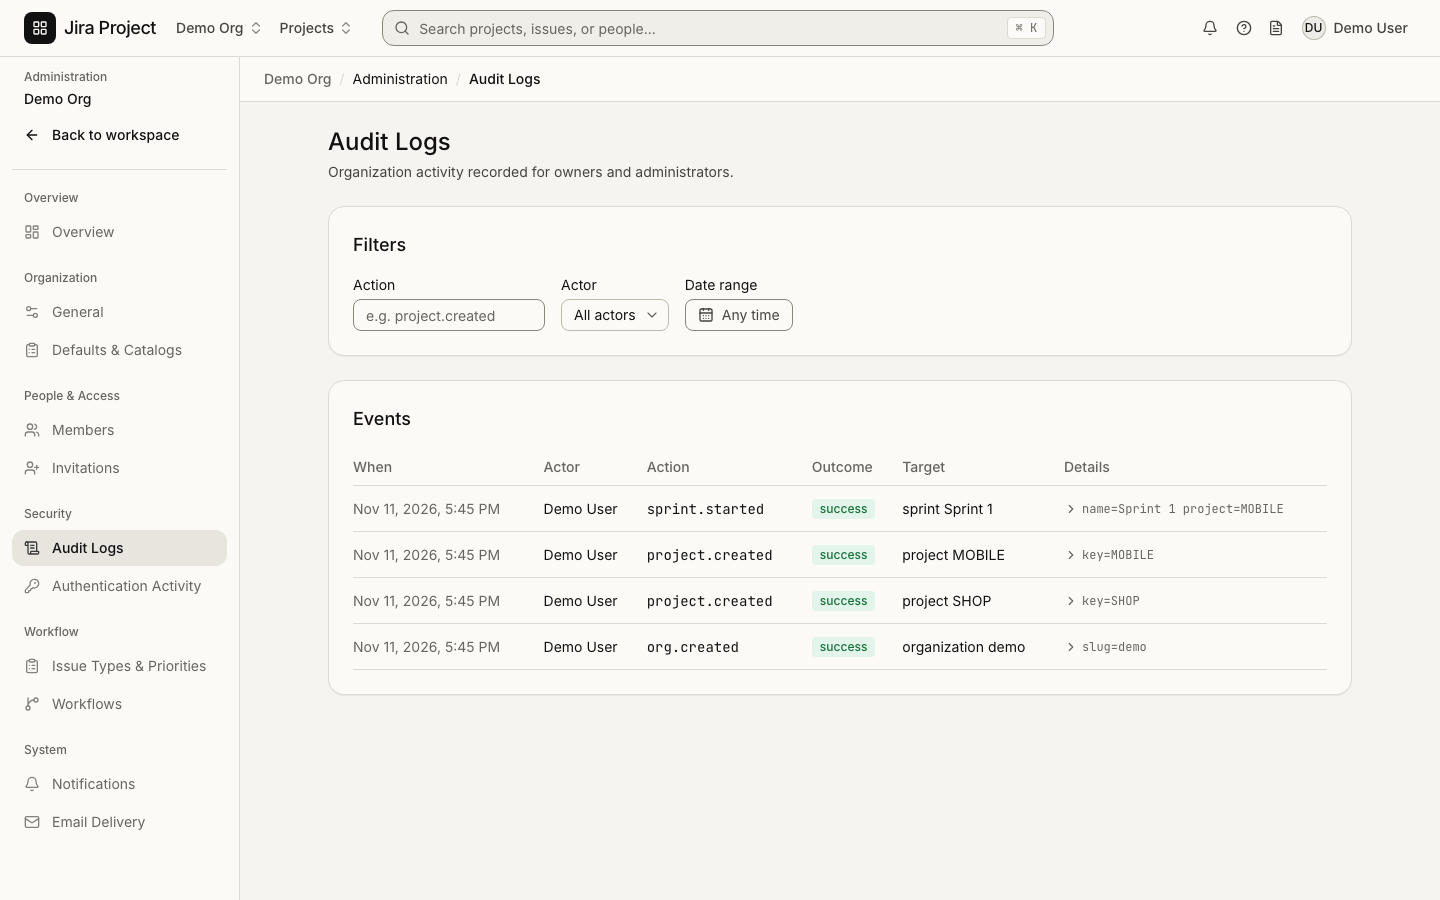 Jira Project
Demo Org
Projects
Search projects, issues, or people...
⌘ K
DU
Demo User
Administration
Demo Org
Back to workspace
Overview
Overview
Organization
General
Defaults & Catalogs
People & Access
Members
Invitations
Security
Audit Logs
Authentication Activity
Workflow
Issue Types & Priorities
Workflows
System
Notifications
Email Delivery
Demo Org / Administration / Audit Logs
Audit Logs
Organization activity recorded for owners and administrators.
Filters
Action Actor Date range
e.g. project.created All actors Any time
Events
When Actor Action Outcome Target Details
Nov 11, 2026, 5:45 PM Demo User sprint.started success sprint Sprint 1 name=Sprint 1 project=MOBILE
Nov 11, 2026, 5:45 PM Demo User project.created success project MOBILE key=MOBILE
Nov 11, 2026, 5:45 PM Demo User project.created success project SHOP key=SHOP
Nov 11, 2026, 5:45 PM Demo User org.created success organization demo slug=demo